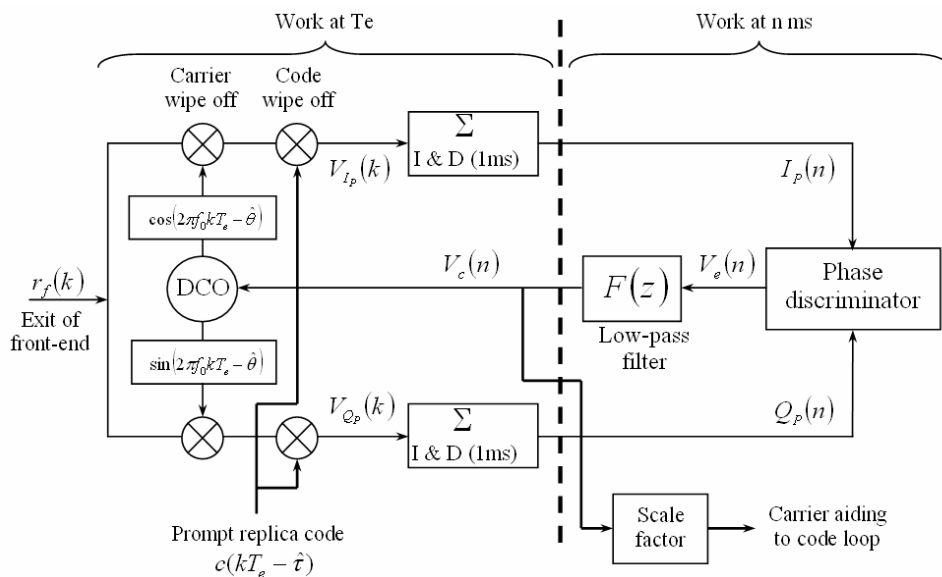 Work at Te
Work at n ms
Carrier
wipe off
Code
wipe off
Σ
I & D (1ms)
V_{I_P}(k)
I_P(n)
cos(2πf_0kT_e − θ̂)
r_f(k)
Exit of
front-end
DCO
V_c(n)
F(z)
Low-pass
filter
V_e(n)
Phase
discriminator
sin(2πf_0kT_e − θ̂)
V_{Q_P}(k)
Σ
I & D (1ms)
Q_P(n)
Prompt replica code
c(kT_e − τ̂)
Scale
factor
Carrier aiding
to code loop